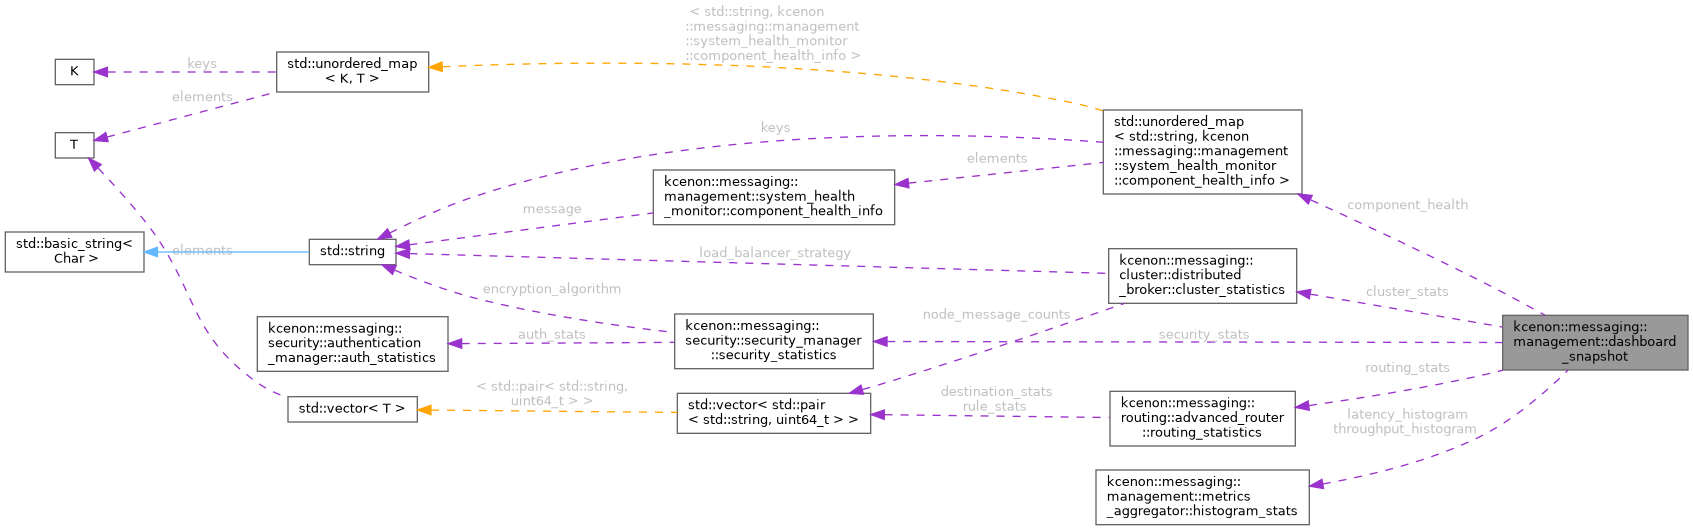 < std::string, kcenon
::messaging::management
::system_health_monitor
::component_health_info >
std::unordered_map
< K, T >
keys
K
elements
T
std::unordered_map
< std::string, kcenon
::messaging::management
::system_health_monitor
::component_health_info >
keys
elements
kcenon::messaging::
management::system_health
_monitor::component_health_info
message
component_health
std::basic_string<
Char >
elements
std::string
load_balancer_strategy
kcenon::messaging::
cluster::distributed
_broker::cluster_statistics
cluster_stats
encryption_algorithm
kcenon::messaging::
security::authentication
_manager::auth_statistics
auth_stats
kcenon::messaging::
security::security_manager
::security_statistics
node_message_counts
security_stats
kcenon::messaging::
management::dashboard
_snapshot
routing_stats
std::vector< T >
< std::pair< std::string,
uint64_t > >
std::vector< std::pair
< std::string, uint64_t > >
destination_stats
rule_stats
kcenon::messaging::
routing::advanced_router
::routing_statistics
latency_histogram
throughput_histogram
kcenon::messaging::
management::metrics
_aggregator::histogram_stats